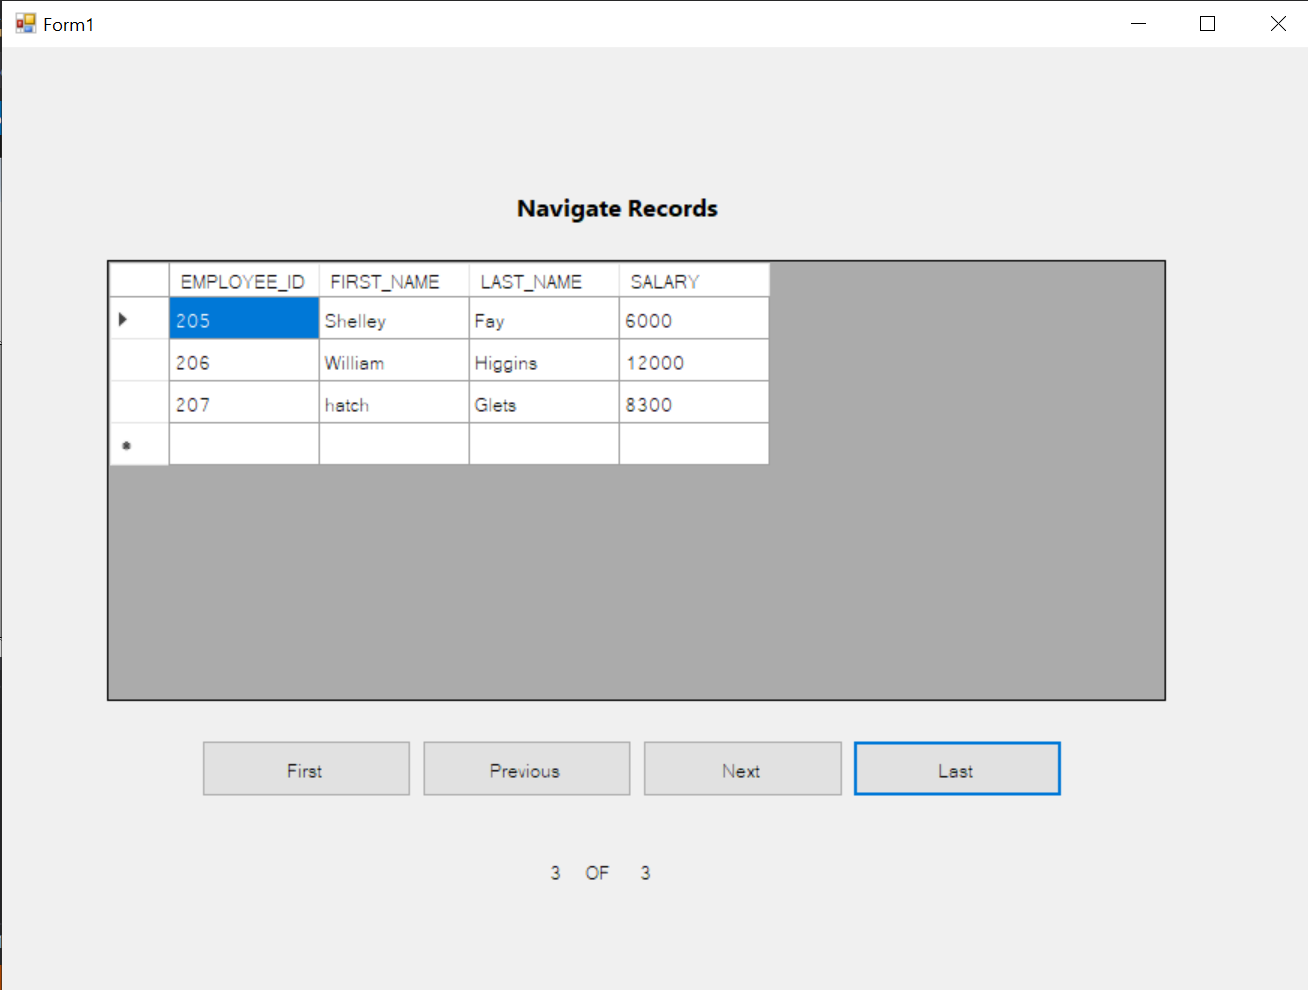 Form1
Navigate Records
EMPLOYEE_ID FIRST_NAME LAST_NAME SALARY
205 Shelley Fay 6000
206 William Higgins 12000
207 hatch Glets 8300
First Previous Next Last
3 OF 3